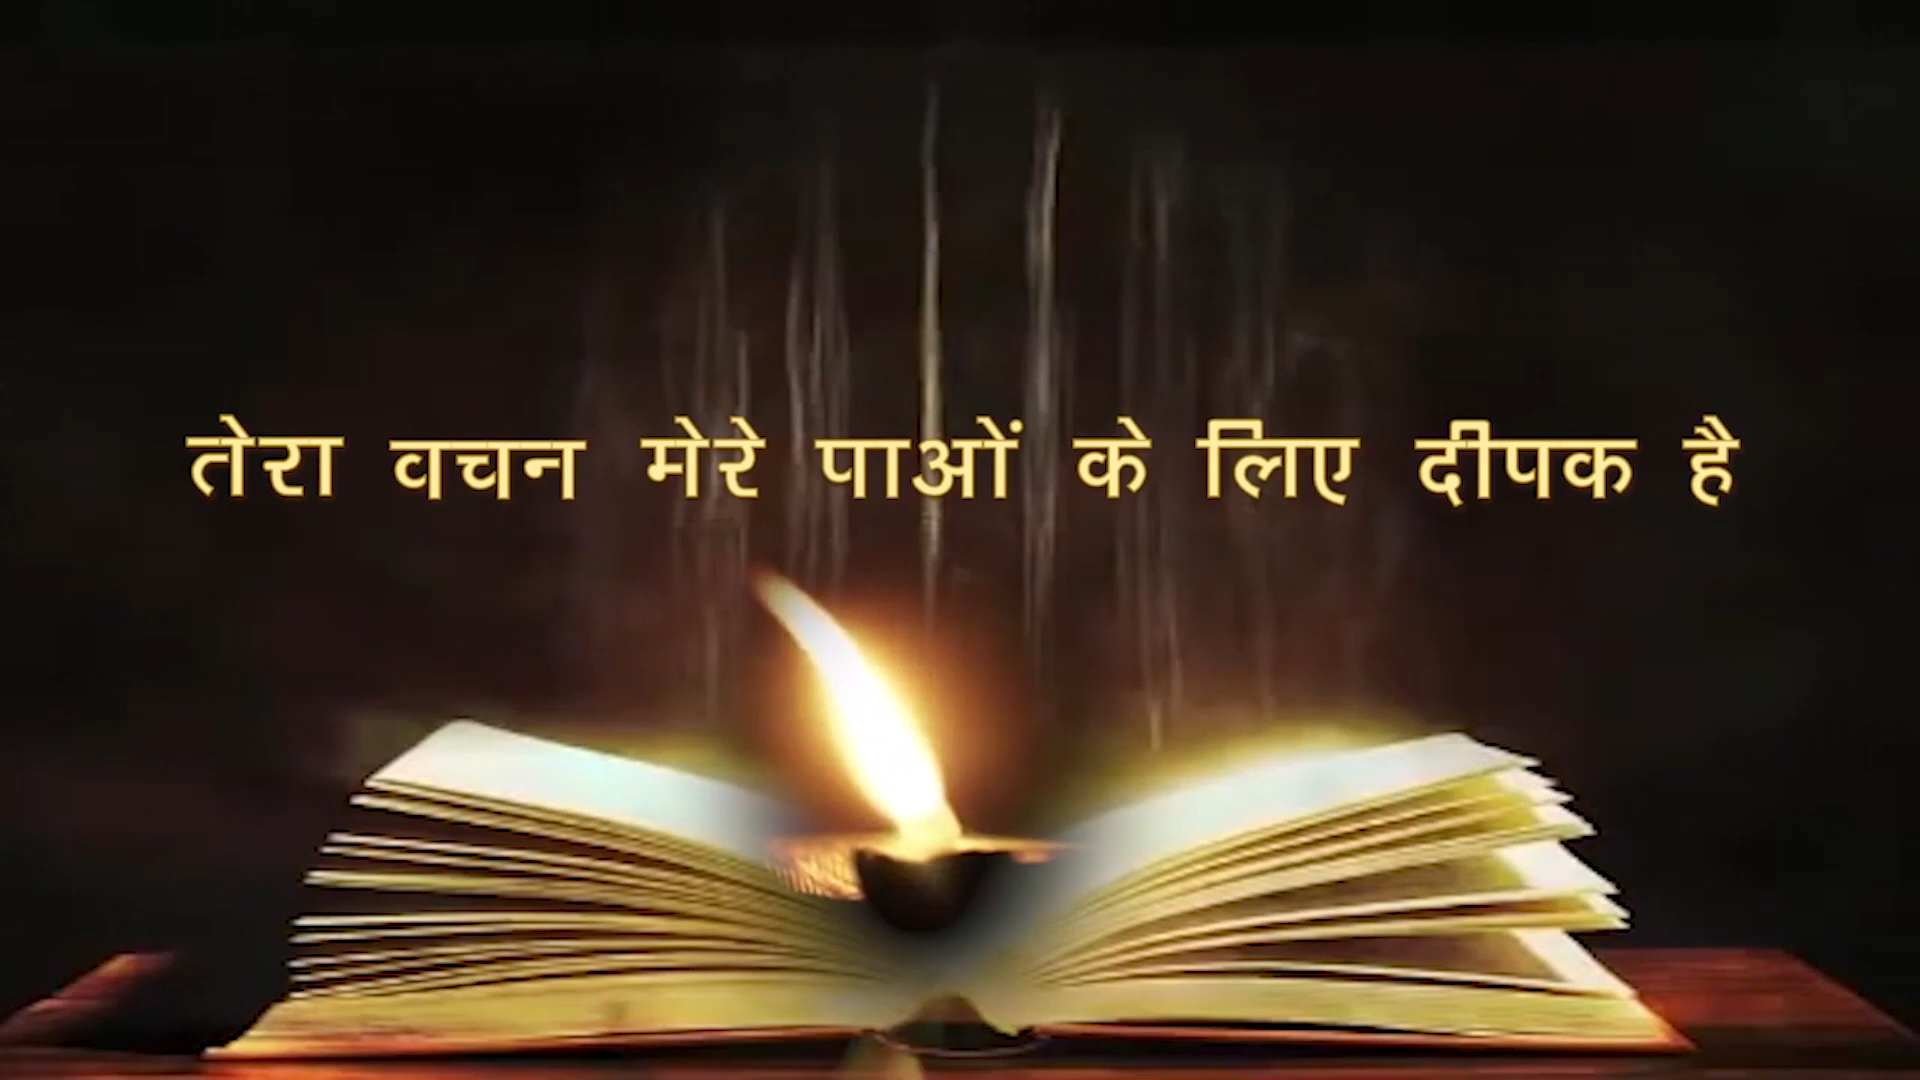 तेरा वचन मेरे पाओं के लिए दीपक है